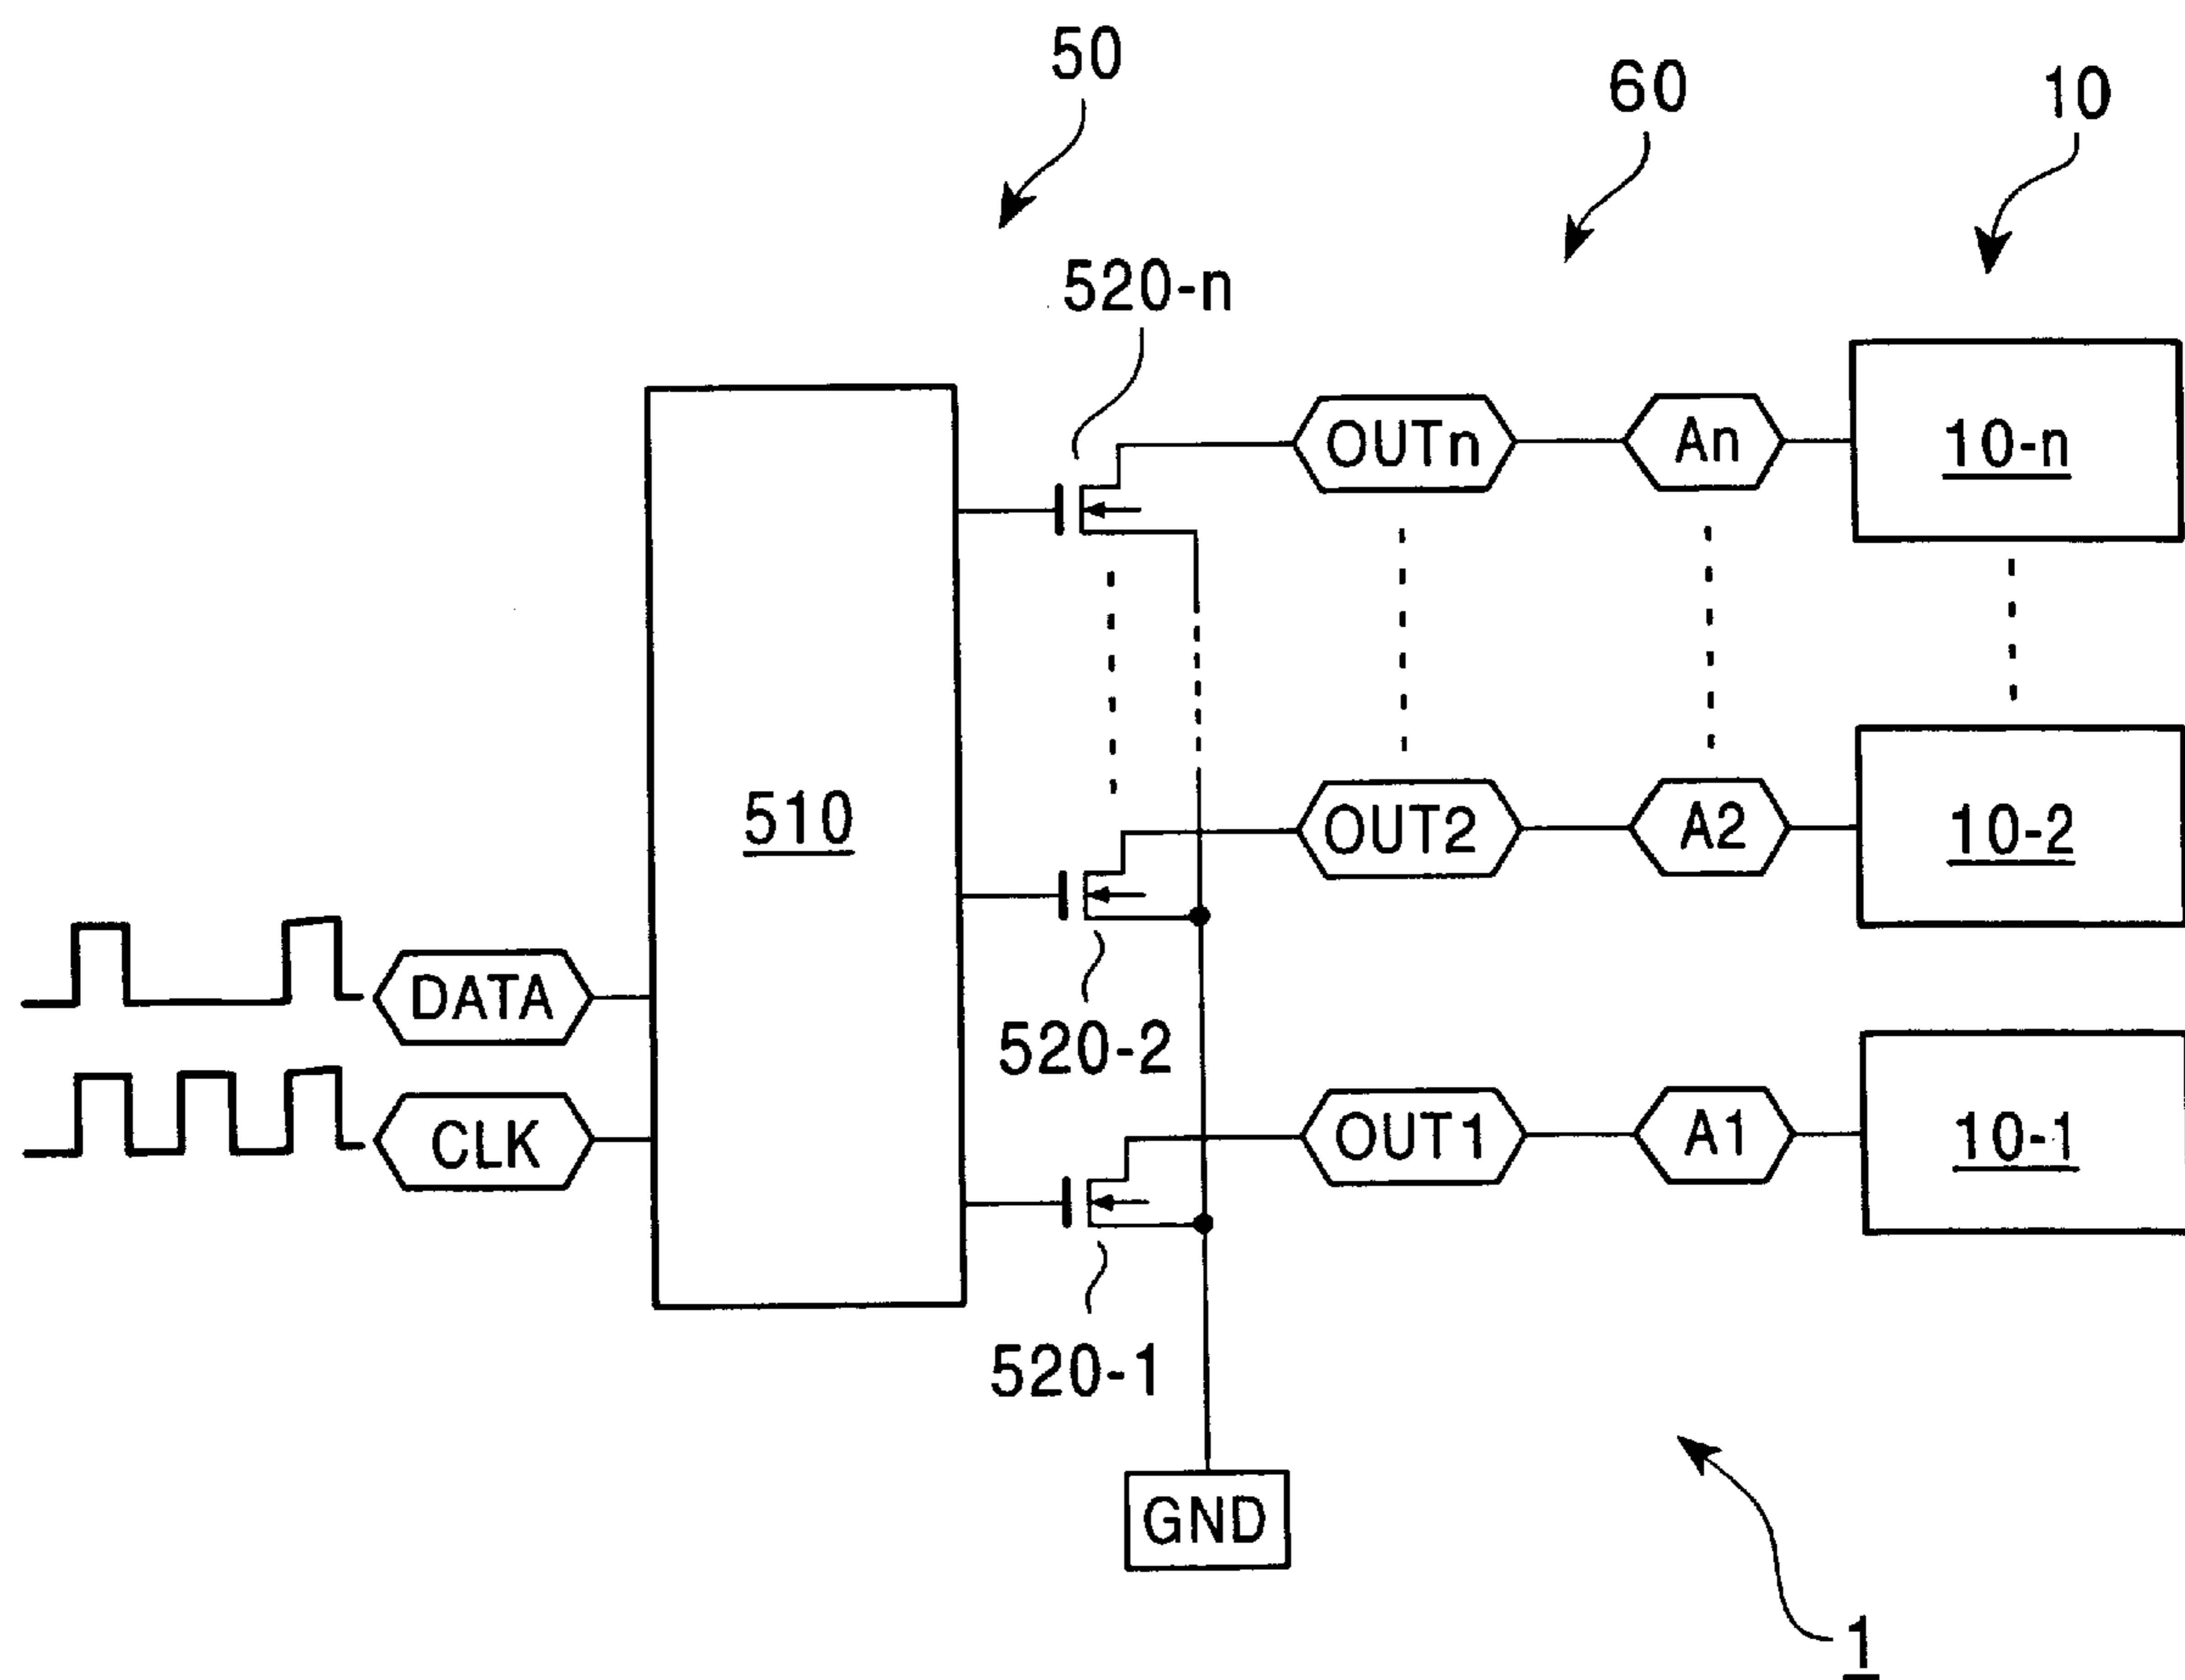 50
60
10
520-n
OUTn
An
10-n
510
OUT2
A2
10-2
DATA
520-2
CLK
OUT1
A1
10-1
520-1
GND
1